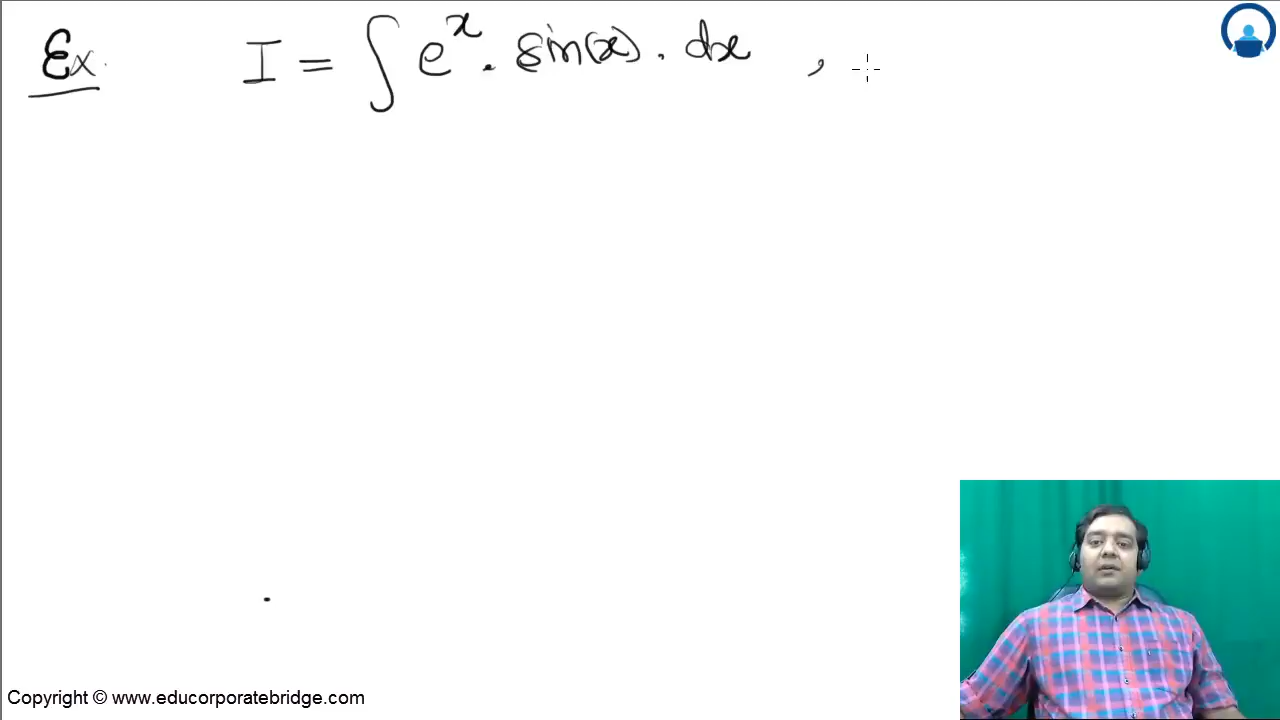 Ex. I = ∫ e^x . sin(x) . dx ,
Copyright © www.educorporatebridge.com